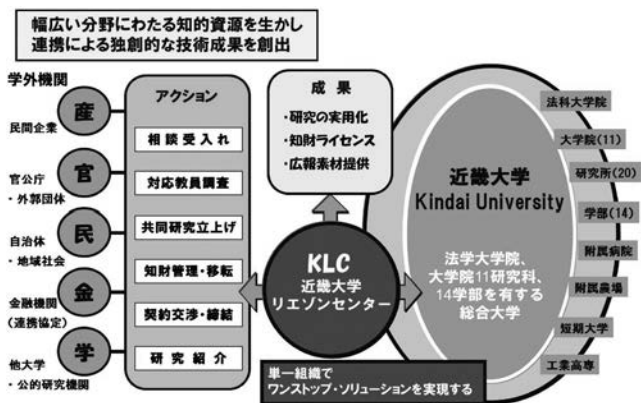 幅広い分野にわたる知的資源を生かし
連携による独創的な技術成果を創出
学外機関
産
民間企業
官
官公庁
・外郭団体
民
自治体
・地域社会
金
金融機関
(連携協定)
学
他大学
・公的研究機関
アクション
相談受入れ
対応教員調査
共同研究立上げ
知財管理・移転
契約交渉・締結
研究紹介
成果
・研究の実用化
・知財ライセンス
・広報素材提供
KLC
近畿大学
リエゾンセンター
単一組織で
ワンストップ・ソリューションを実現する
近畿大学
Kindai University
法学大学院、
大学院11研究科、
14学部を有する
総合大学
法科大学院
大学院(11)
研究所(20)
学部(14)
附属病院
附属農場
短期大学
工業高専